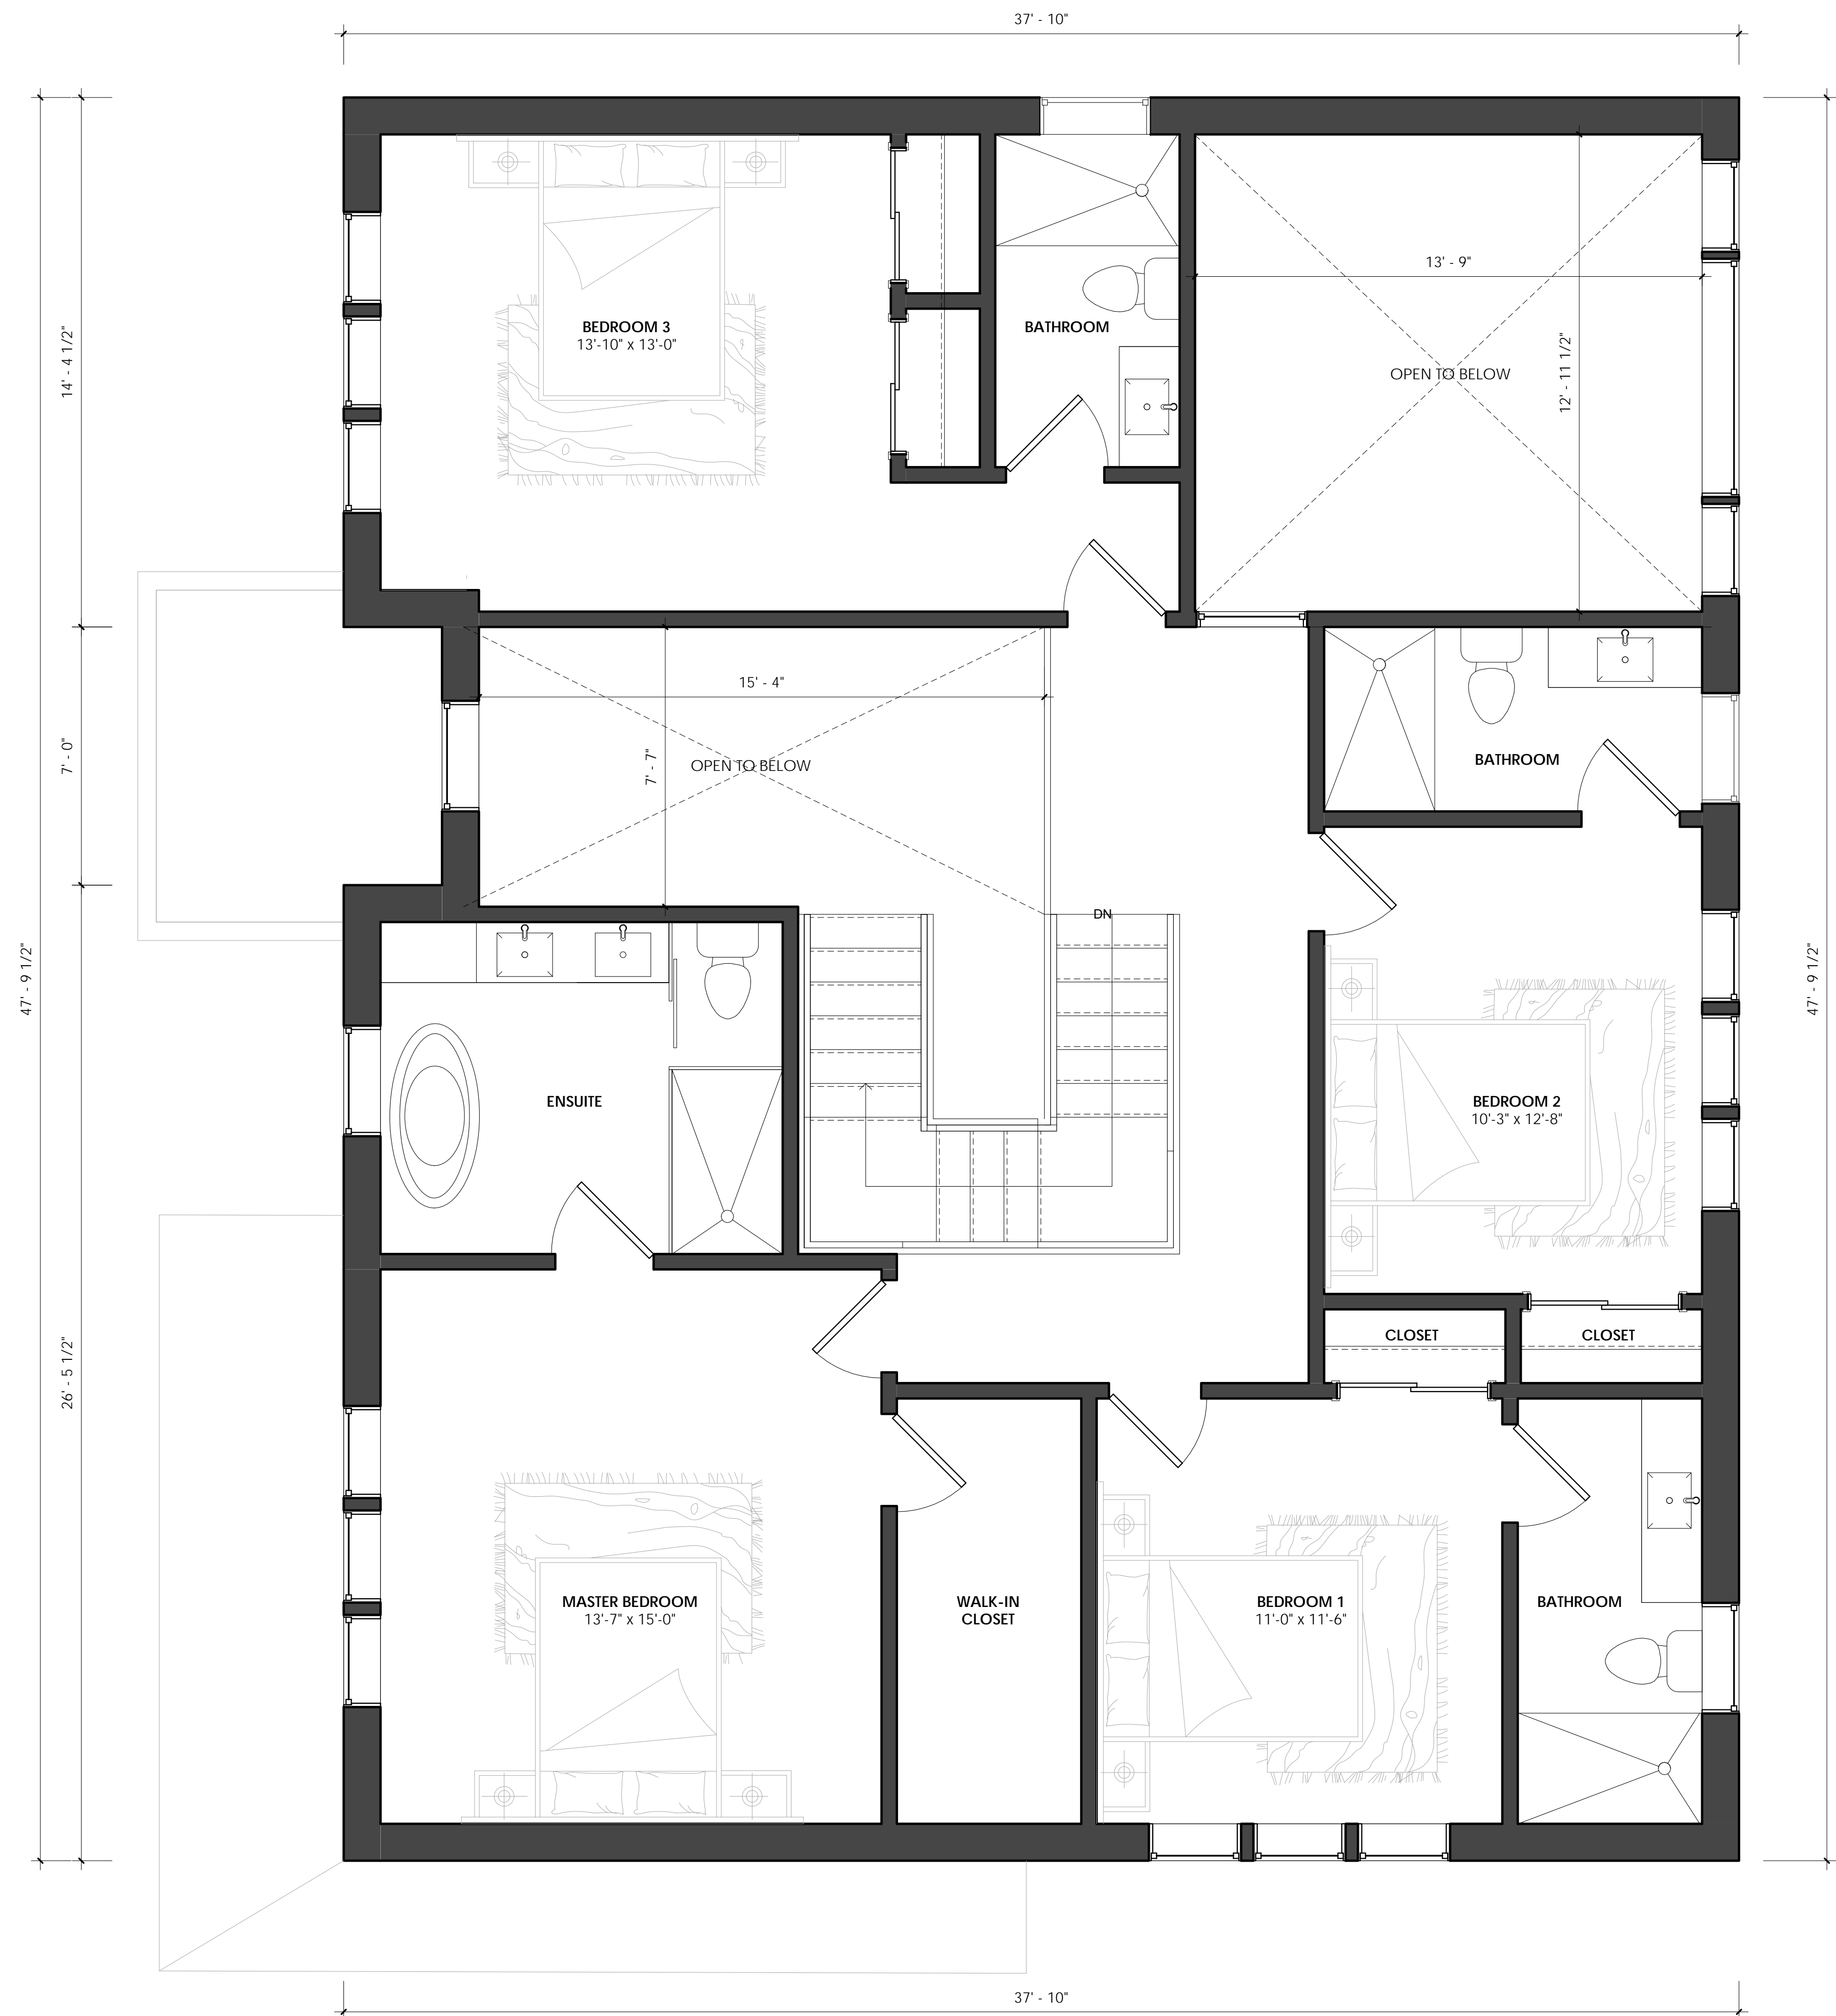 37' - 10"
14' - 4 1/2"
BEDROOM 3
13'-10" x 13'-0"
BATHROOM
13' - 9"
OPEN TO BELOW
12' - 11 1/2"
7' - 0"
15' - 4"
7' - 7"
OPEN TO BELOW
BATHROOM
47' - 9 1/2"
DN
47' - 9 1/2"
ENSUITE
BEDROOM 2
10'-3" x 12'-8"
26' - 5 1/2"
CLOSET
CLOSET
MASTER BEDROOM
13'-7" x 15'-0"
WALK-IN
CLOSET
BEDROOM 1
11'-0" x 11'-6"
BATHROOM
37' - 10"